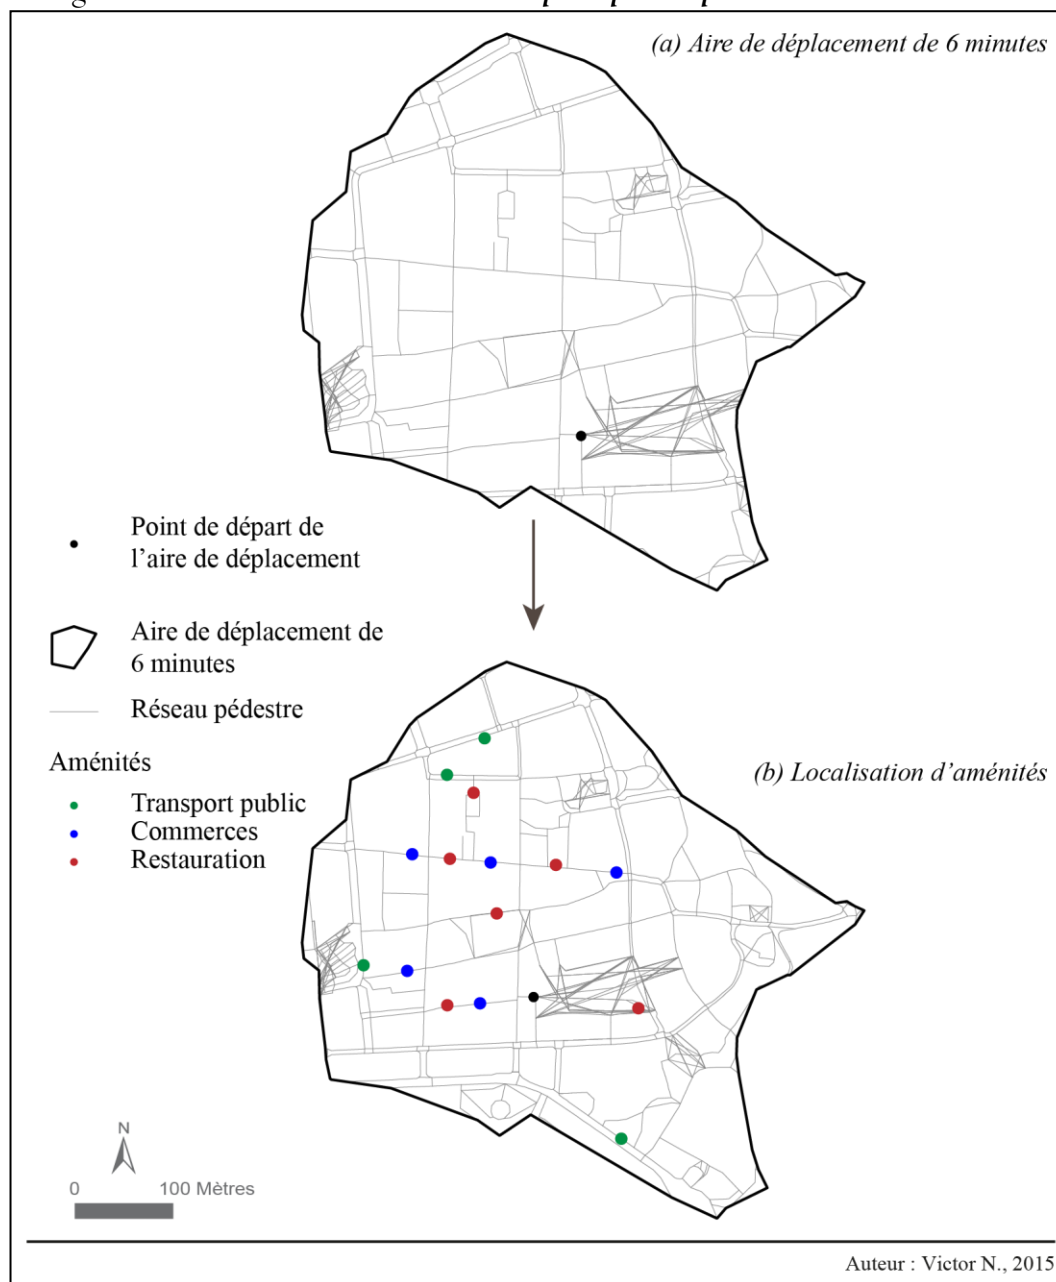 (a) Aire de déplacement de 6 minutes
Point de départ de
l’aire de déplacement
Aire de déplacement de
6 minutes
Réseau pédestre
Aménités
(b) Localisation d’aménités
Transport public
Commerces
Restauration
N
0 100 Mètres
Auteur : Victor N., 2015